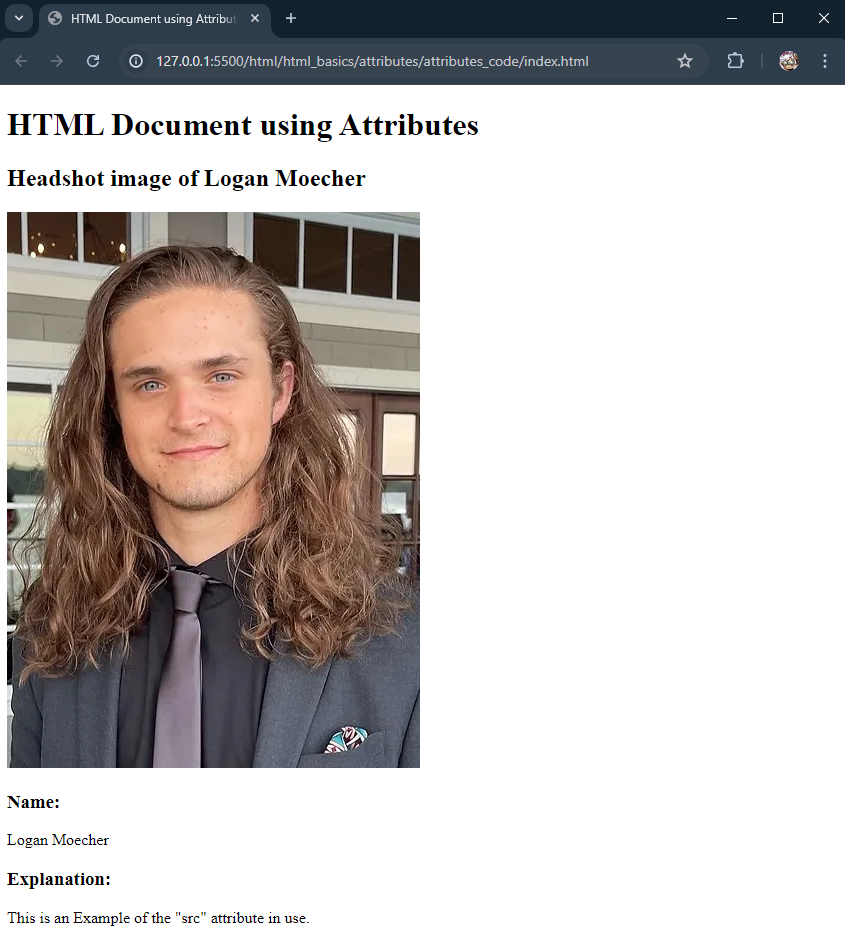 HTML Document using Attribut
127.0.0.1:5500/html/html_basics/attributes/attributes_code/index.html
HTML Document using Attributes
Headshot image of Logan Moecher
Name:
Logan Moecher
Explanation:
This is an Example of the "src" attribute in use.